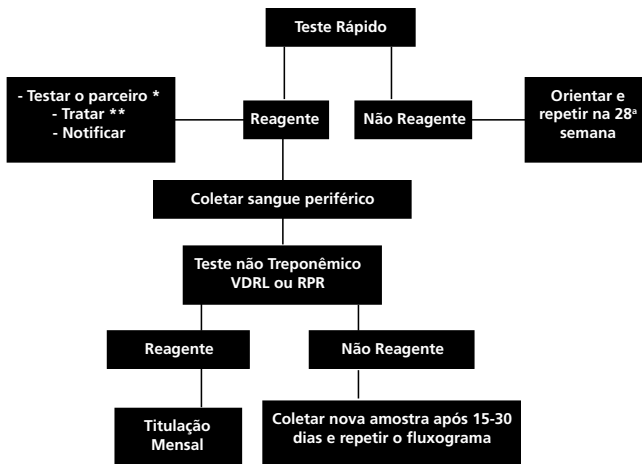 Teste Rápido
- Testar o parceiro *
- Tratar **
- Notificar
Reagente
Não Reagente
Orientar e
repetir na 28ª
semana
Coletar sangue periférico
Teste não Treponêmico
VDRL ou RPR
Reagente
Não Reagente
Titulação
Mensal
Coletar nova amostra após 15-30
dias e repetir o fluxograma